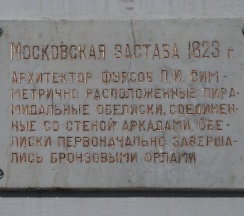 Московская застава 1823 г.
архитектор Фурсов П.И. Сим-
метрично расположенные пира-
мидальные обелиски, соединен-
ные со стеной аркадами. Обе-
лиски первоначально заверша-
лись бронзовыми орлами